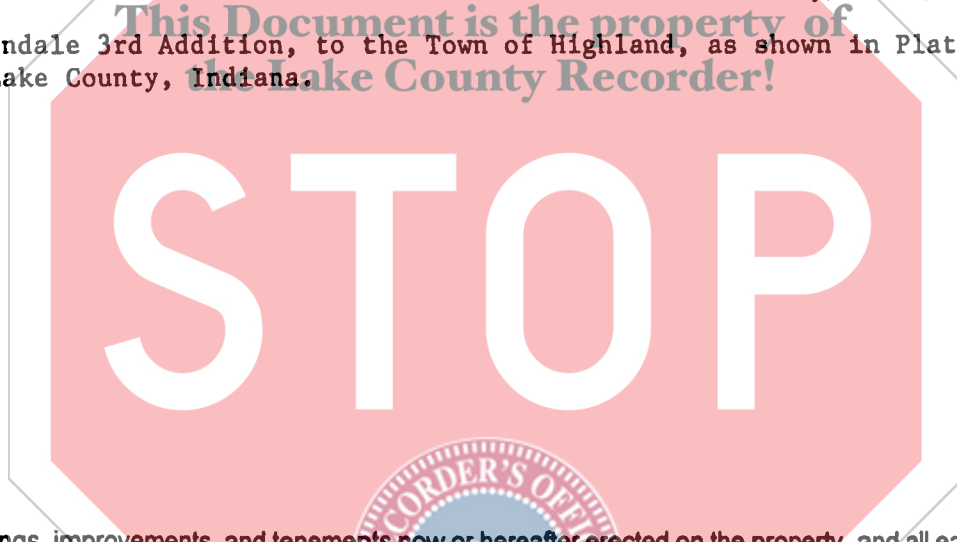 This Document is the property of
ndale 3rd Addition, to the Town of Highland, as shown in Plat
the Lake County Recorder!
ake County, Indiana.
STOP
CORDER'S OFFIC
ngs, improvements, and tenements now or hereafter erected on the property, and all ea